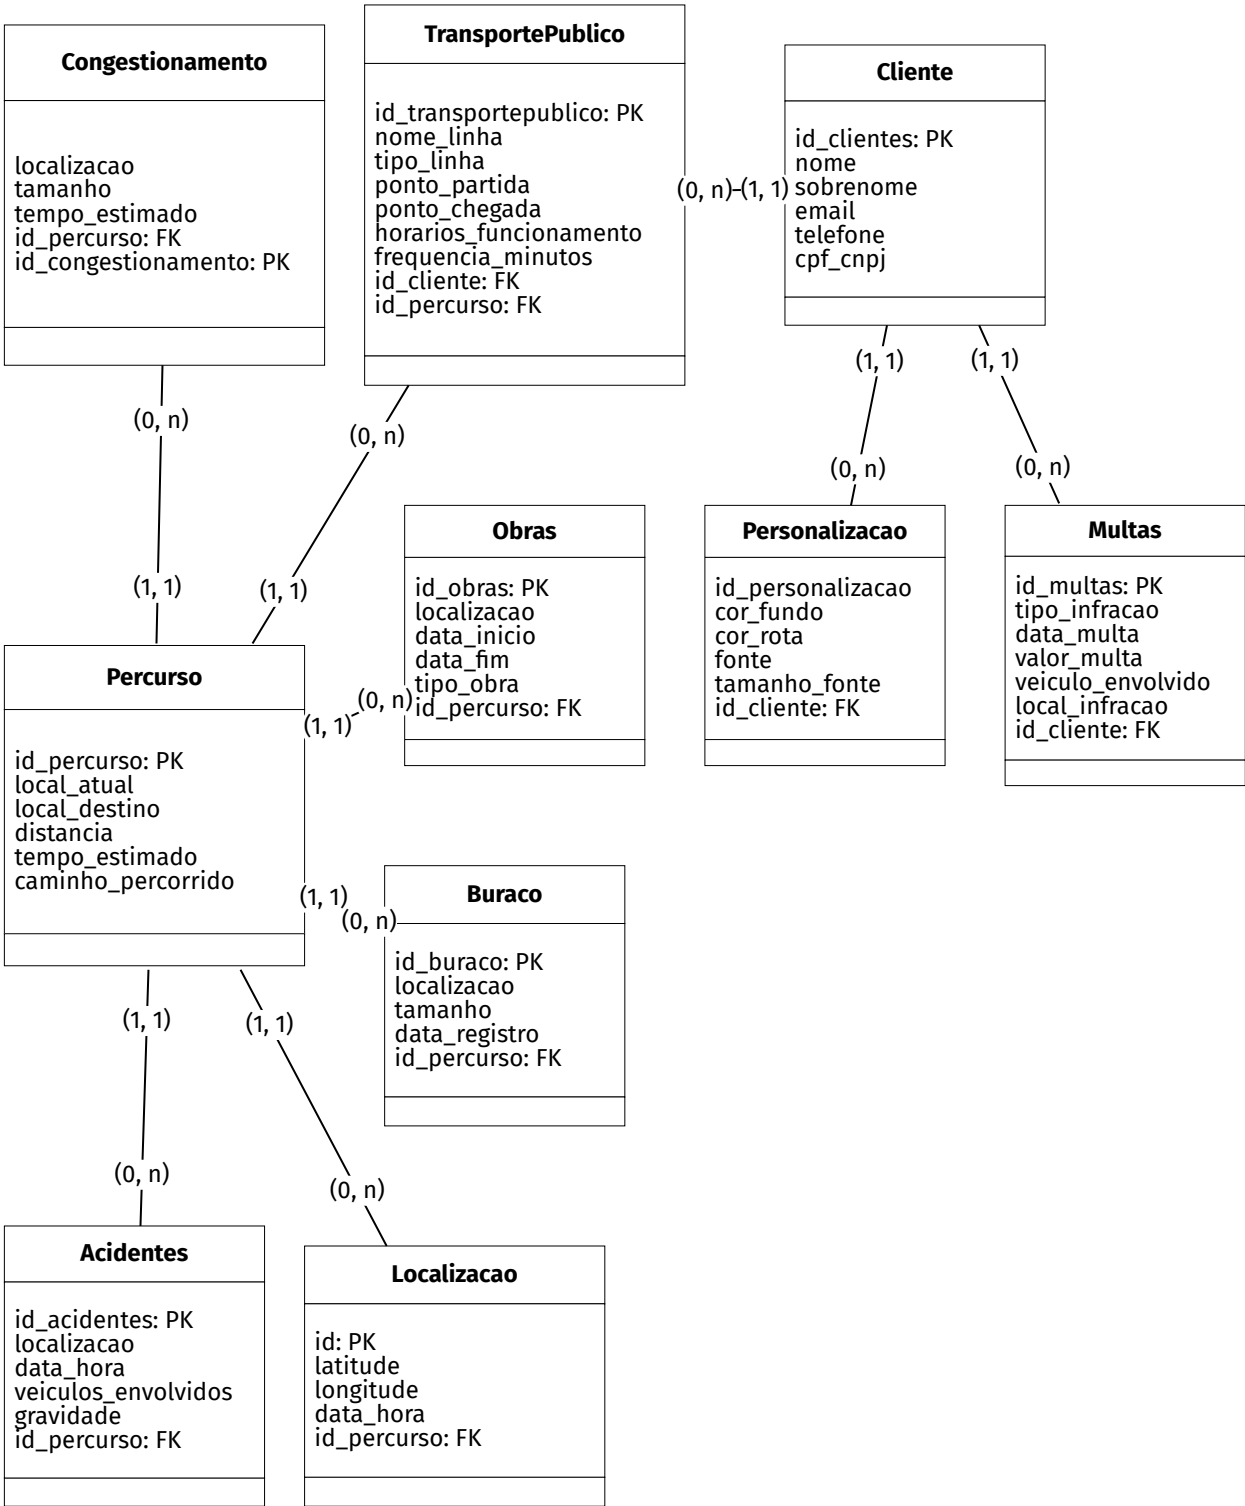 Congestionamento
localizacao
tamanho
tempo_estimado
id_percurso: FK
id_congestionamento: PK
TransportePublico
id_transportepublico: PK
nome_linha
tipo_linha
ponto_partida
ponto_chegada
horarios_funcionamento
frequencia_minutos
id_cliente: FK
id_percurso: FK
(0, n)
(1, 1)
Cliente
id_clientes: PK
nome
sobrenome
email
telefone
cpf_cnpj
(1, 1)
(1, 1)
(0, n)
(0, n)
(0, n)
(0, n)
(1, 1)
(1, 1)
Obras
id_obras: PK
localizacao
data_inicio
data_fim
tipo_obra
id_percurso: FK
Personalizacao
id_personalizacao
cor_fundo
cor_rota
fonte
tamanho_fonte
id_cliente: FK
Multas
id_multas: PK
tipo_infracao
data_multa
valor_multa
veiculo_envolvido
local_infracao
id_cliente: FK
Percurso
id_percurso: PK
local_atual
local_destino
distancia
tempo_estimado
caminho_percorrido
(1, 1)
(0, n)
(1, 1)
(0, n)
Buraco
id_buraco: PK
localizacao
tamanho
data_registro
id_percurso: FK
(1, 1)
(1, 1)
(0, n)
(0, n)
Acidentes
id_acidentes: PK
localizacao
data_hora
veiculos_envolvidos
gravidade
id_percurso: FK
Localizacao
id: PK
latitude
longitude
data_hora
id_percurso: FK